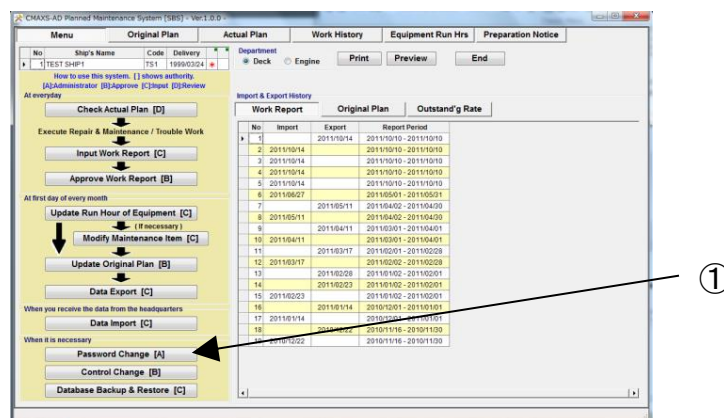 CMAXS-AD Planned Maintenance System [SBS] - Ver.1.0.0 -
Menu Original Plan Actual Plan Work History Equipment Run Hrs Preparation Notice
No Ship's Name Code Delivery
1 TEST SHIP1 TS1 1999/03/24
Department
Deck Engine Print Preview End
How to use this system. [ ] shows authority.
[A]:Administrator [B]:Approve [C]:Input [D]:Review
At everyday
Check Actual Plan [D]
Execute Repair & Maintenance / Trouble Work
Input Work Report [C]
Approve Work Report [B]
At first day of every month
Update Run Hour of Equipment [C]
( If necessary )
Modify Maintenance Item [C]
Update Original Plan [B]
Data Export [C]
When you receive the data from the headquarters
Data Import [C]
When it is necessary
Password Change [A]
Control Change [B]
Database Backup & Restore [C]
Import & Export History
Work Report Original Plan Outstand'g Rate
No Import Export Report Period
1 2011/10/14 2011/10/10 - 2011/10/10
2 2011/10/14 2011/10/10 - 2011/10/10
3 2011/10/14 2011/10/10 - 2011/10/10
4 2011/10/14 2011/10/10 - 2011/10/10
5 2011/10/14 2011/10/10 - 2011/10/10
6 2011/06/27 2011/05/01 - 2011/05/31
7 2011/05/11 2011/04/02 - 2011/04/30
8 2011/05/11 2011/04/02 - 2011/04/30
9 2011/04/11 2011/03/01 - 2011/04/01
10 2011/04/11 2011/03/01 - 2011/04/01
11 2011/03/17 2011/02/01 - 2011/02/28
12 2011/03/17 2011/02/02 - 2011/02/28
13 2011/02/28 2011/01/02 - 2011/02/01
14 2011/02/23 2011/01/02 - 2011/02/01
15 2011/02/23 2011/01/02 - 2011/02/01
16 2011/01/14 2010/12/01 - 2011/01/01
17 2011/01/14 2010/12/01 - 2011/01/01
18 2010/12/22 2010/11/16 - 2010/11/30
19 2010/12/22 2010/11/16 - 2010/11/30
①